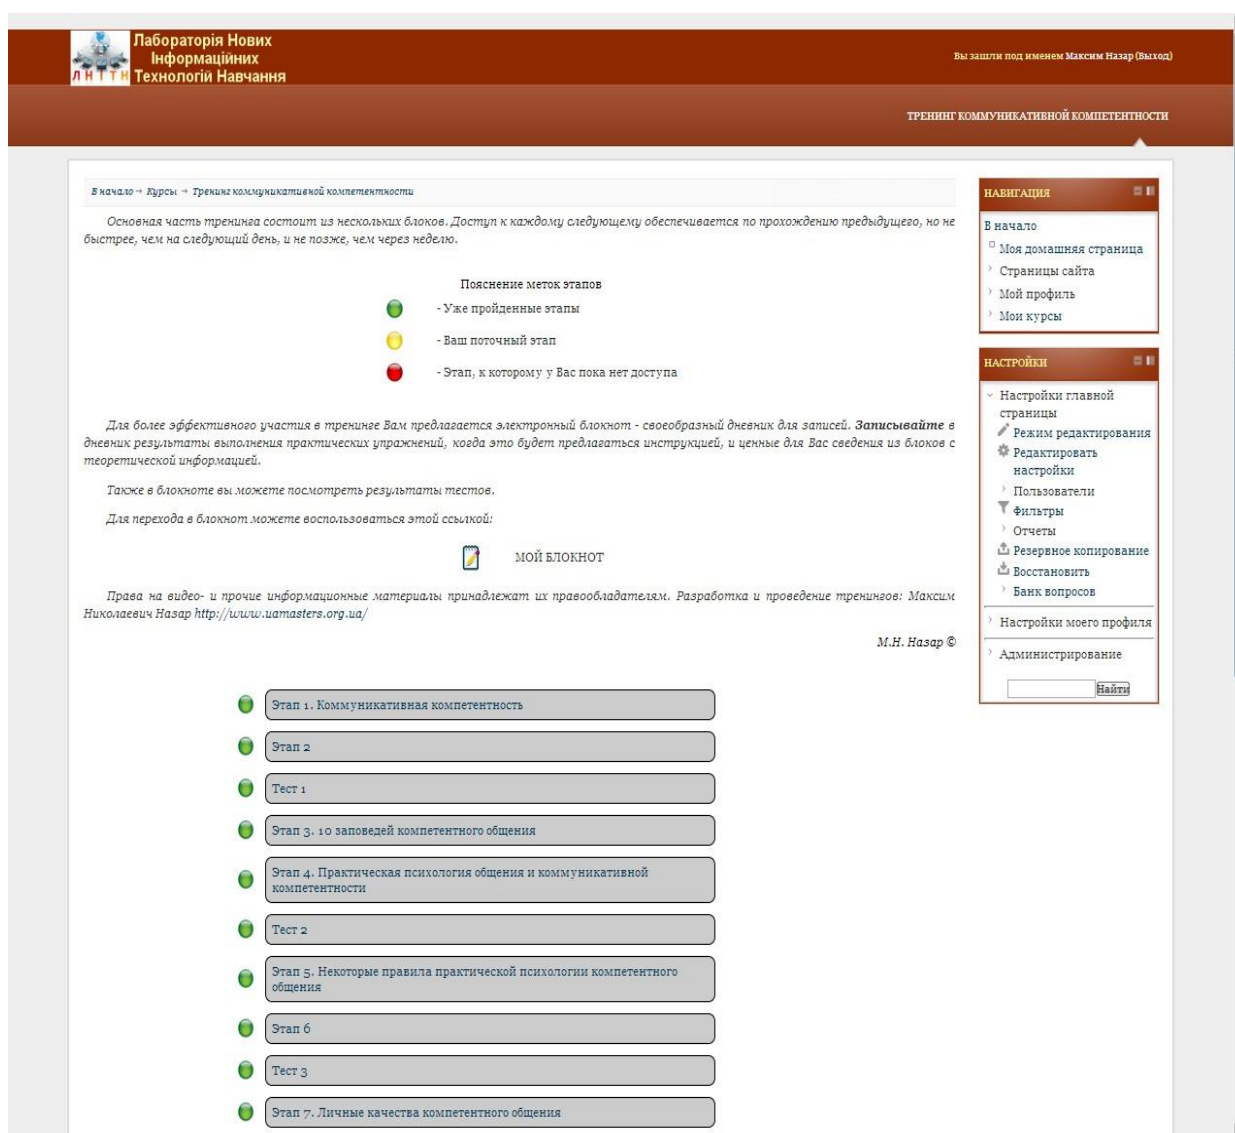 Лабораторія Нових
Інформаційних
Технологій Навчання
ЛНІТН
Вы зашли под именем Максим Назар (Выход)
ТРЕНИНГ КОММУНИКАТИВНОЙ КОМПЕТЕНТНОСТИ
В начало → Курсы → Тренинг коммуникативной компетентности
Основная часть тренинга состоит из нескольких блоков. Доступ к каждому следующему обеспечивается по прохождению предыдущего, но не
быстрее, чем на следующий день, и не позже, чем через неделю.
Пояснение меток этапов
- Уже пройденные этапы
- Ваш поточный этап
- Этап, к которому у Вас пока нет доступа
Для более эффективного участия в тренинге Вам предлагается электронный блокнот - своеобразный дневник для записей. Записывайте в
дневник результаты выполнения практических упражнений, когда это будет предлагаться инструкцией, и ценные для Вас сведения из блоков с
теоретической информацией.
Также в блокноте вы можете посмотреть результаты тестов.
Для перехода в блокнот можете воспользоваться этой ссылкой:
МОЙ БЛОКНОТ
Права на видео- и прочие информационные материалы принадлежат их правообладателям. Разработка и проведение тренингов: Максим
Николаевич Назар http://www.uamasters.org.ua/
М.Н. Назар ©
Этап 1. Коммуникативная компетентность
Этап 2
Тест 1
Этап 3. 10 заповедей компетентного общения
Этап 4. Практическая психология общения и коммуникативной
компетентности
Тест 2
Этап 5. Некоторые правила практической психологии компетентного
общения
Этап 6
Тест 3
Этап 7. Личные качества компетентного общения
НАВИГАЦИЯ
В начало
Моя домашняя страница
Страницы сайта
Мой профиль
Мои курсы
НАСТРОЙКИ
Настройки главной
страницы
Режим редактирования
Редактировать
настройки
Пользователи
Фильтры
Отчеты
Резервное копирование
Восстановить
Банк вопросов
Настройки моего профиля
Администрирование
Найти